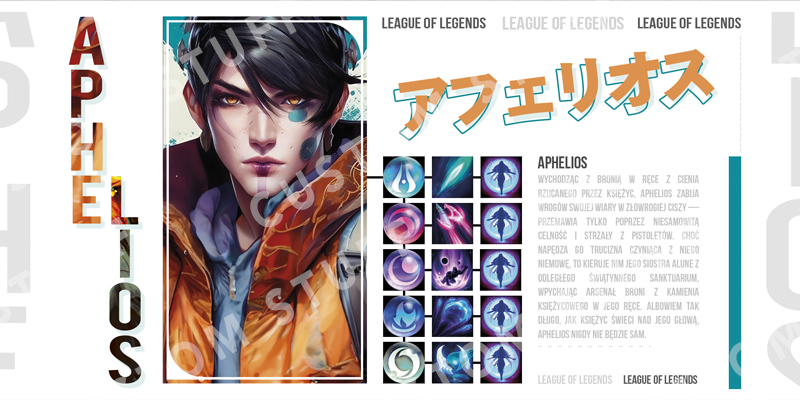 APHELIOS
LEAGUE OF LEGENDS LEAGUE OF LEGENDS LEAGUE OF LEGENDS
アフェリオス
APHELIOS
WYCHODZĄC Z BRONIĄ W RĘCE Z CIENIA
RZUCANEGO PRZEZ KSIĘŻYC, APHELIOS ZABIJA
WROGÓW SWOJEJ WIARY W ZŁOWROGIEJ CISZY —
PRZEMAWIA TYLKO POPRZEZ NIESAMOWITĄ
CELNOŚĆ I STRZAŁY Z PISTOLETÓW. CHOĆ
NAPĘDZA GO TRUCIZNA CZYNIĄCA Z NIEGO
NIEMOWĘ, TO KIERUJE NIM JEGO SIOSTRA ALUNE Z
ODLEGŁEGO ŚWIĄTYNNEGO SANKTUARIUM,
WPYCHAJĄC ARSENAŁ BRONI Z KAMIENIA
KSIĘŻYCOWEGO W JEGO RĘCE. ALBOWIEM TAK
DŁUGO, JAK KSIĘŻYC ŚWIECI NAD JEGO GŁOWĄ,
APHELIOS NIGDY NIE BĘDZIE SAM.
LEAGUE OF LEGENDS LEAGUE OF LEGENDS
CUSTOM STUFF